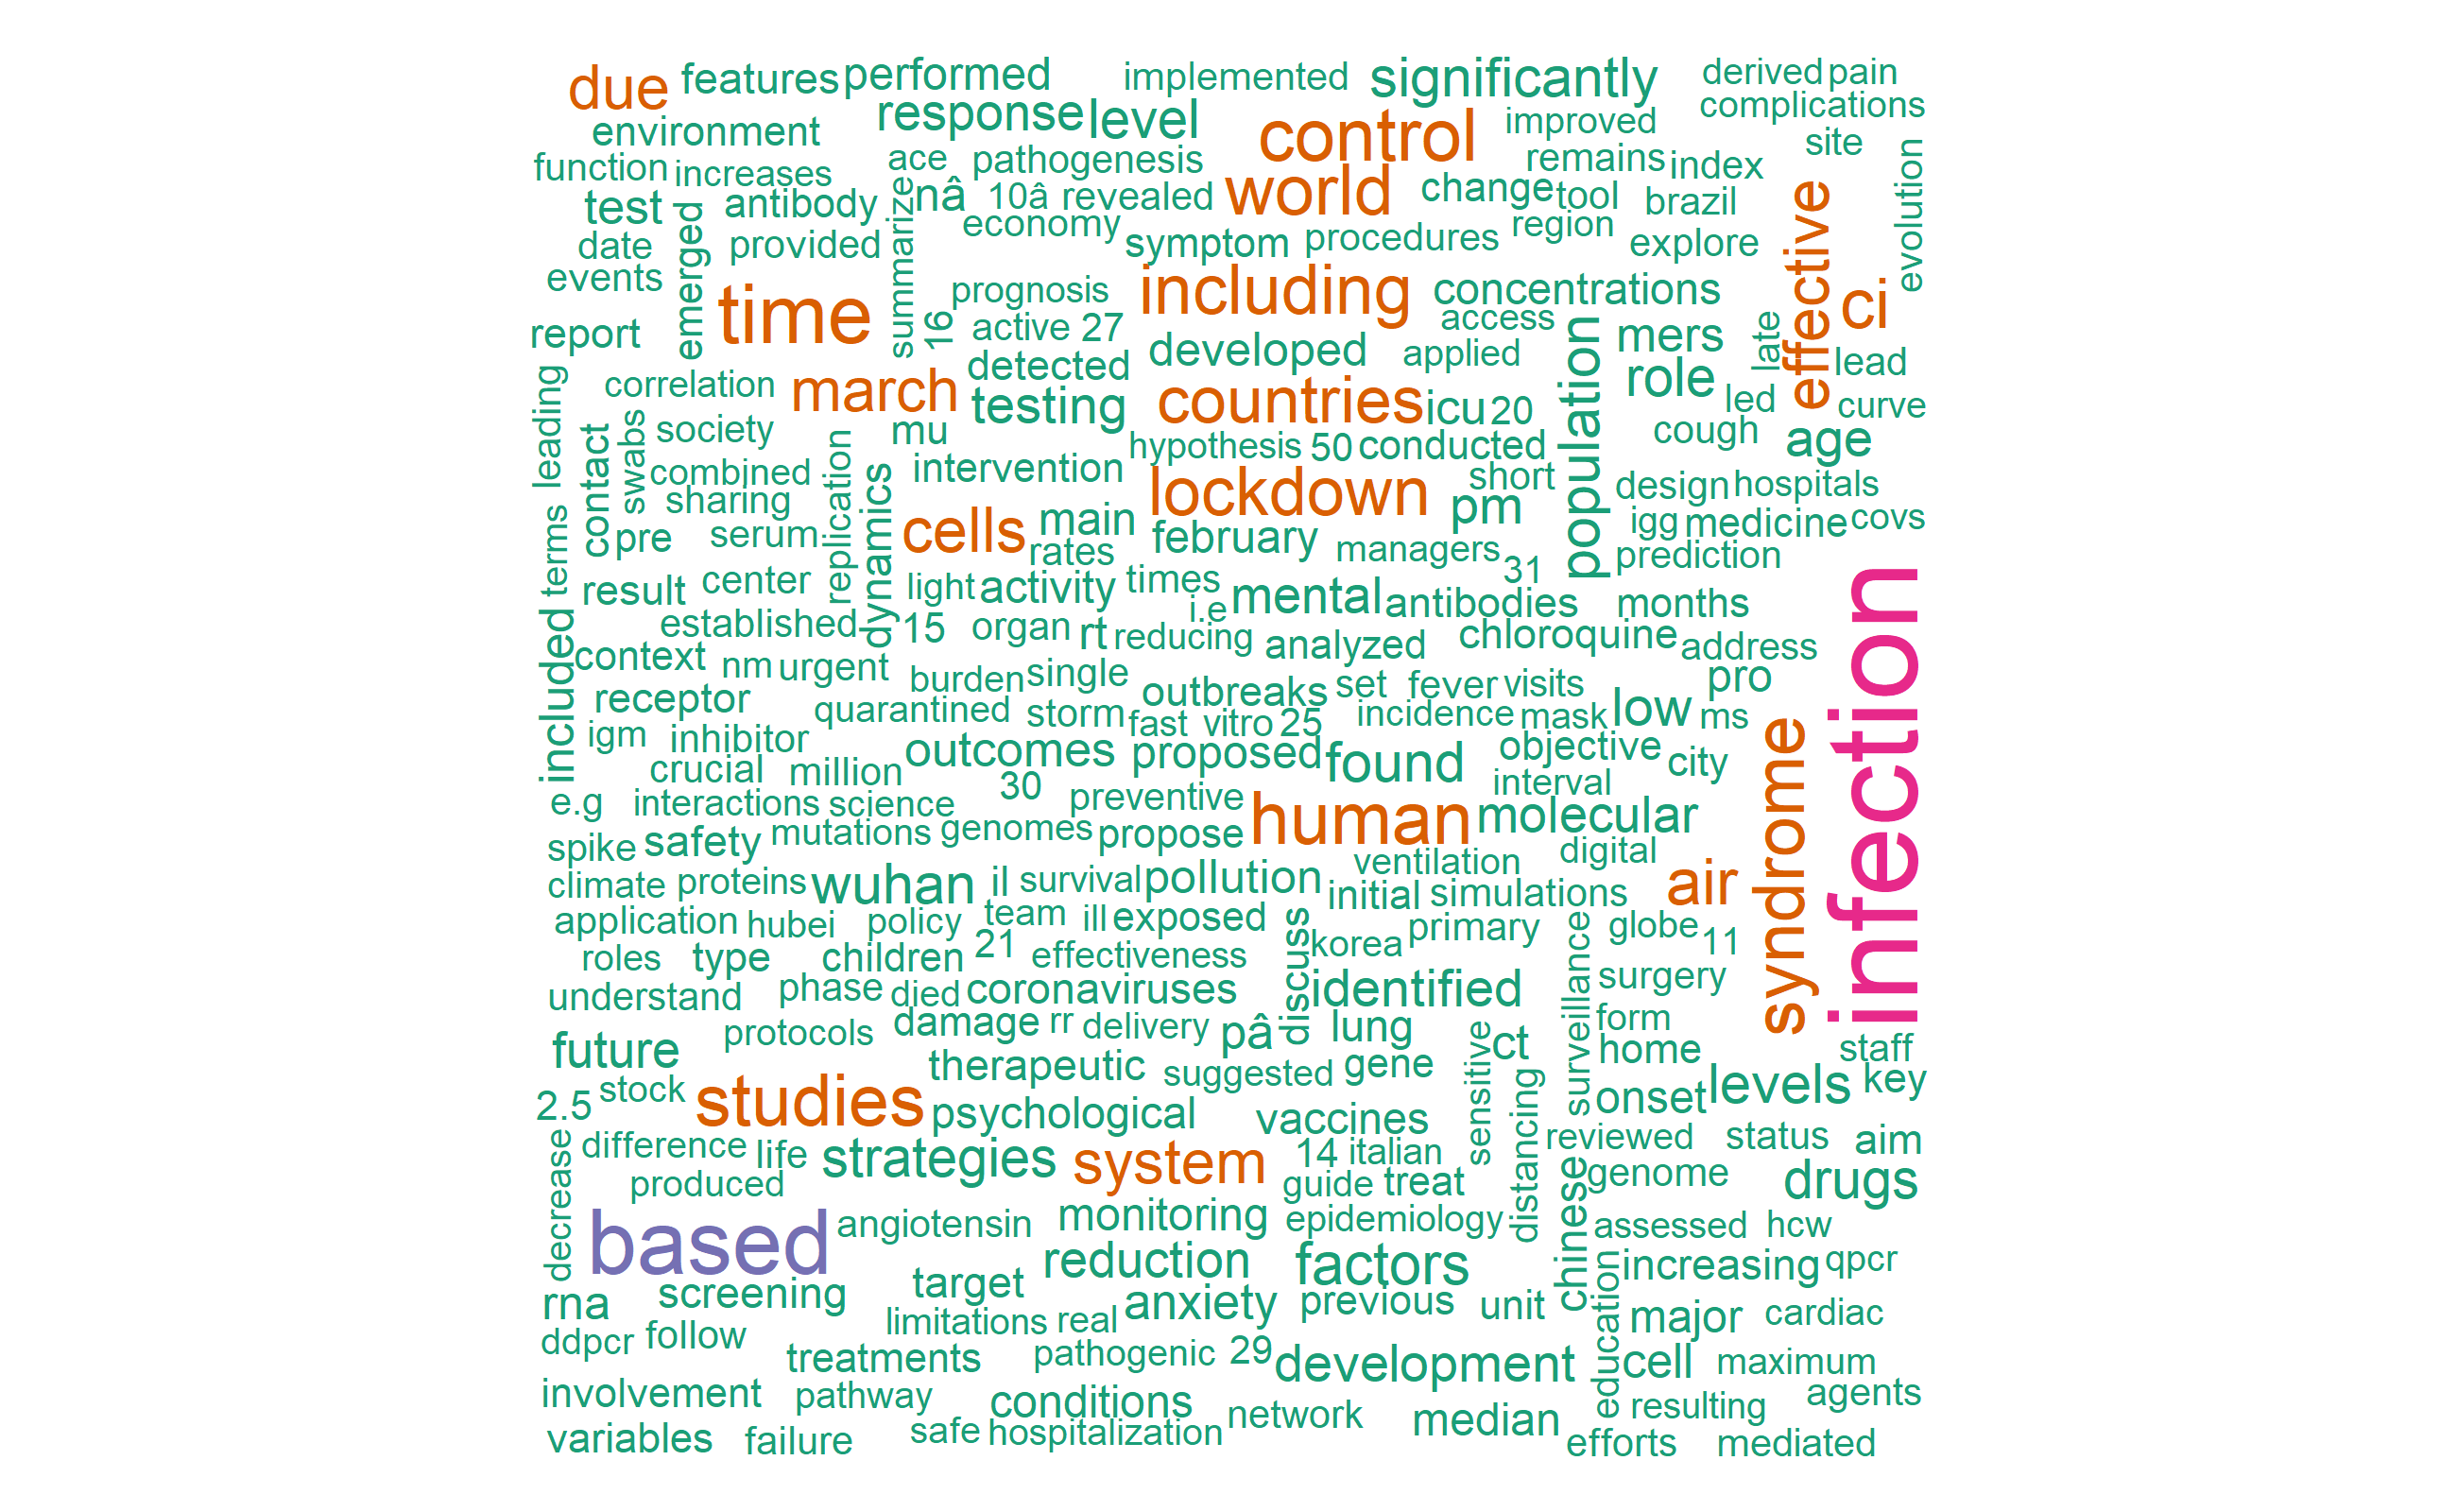 due features performed implemented significantly derived pain
environment response level control improved complications
function increases ace pathogenesis world remains index site evolution
test antibody summarize nâ 10â revealed change tool brazil effective
date emerged provided economy symptom procedures region explore
events time 16 prognosis including concentrations ci
report active 27 developed access applied population mers late lead
leading correlation march detected countries icu 20 role led curve
contact swabs society mu testing hypothesis 50 conducted cough age
combined replication dynamics intervention lockdown short design hospitals
terms sharing cells main pm igg medicine covs
pre serum rates february managers 31 prediction
result center light activity times mental antibodies months infection
included established 15 organ rt i.e reducing analyzed chloroquine address
context nm urgent burden single outbreaks set fever visits pro
receptor quarantined storm fast vitro 25 incidence mask low ms syndrome
igm inhibitor outcomes proposed found objective city
crucial million 30 preventive interval
e.g interactions science human molecular
spike safety mutations genomes propose ventilation digital
climate proteins wuhan il survival pollution initial simulations air
application hubei policy team ill exposed discuss korea primary surveillance globe 11
roles type children 21 effectiveness identified surgery
understand phase died coronaviruses form
future protocols damage rr delivery pâ lung sensitive ct home staff
2.5 stock studies therapeutic suggested gene distancing onset levels key
decrease difference psychological vaccines reviewed status aim
life strategies system 14 italian chinese genome drugs
produced guide treat
based angiotensin monitoring epidemiology assessed hcw
screening target reduction factors education increasing qpcr
rna limitations real anxiety previous unit major cardiac
ddpcr follow treatments pathogenic 29 development cell maximum
involvement pathway conditions network median resulting agents
variables failure safe hospitalization efforts mediated